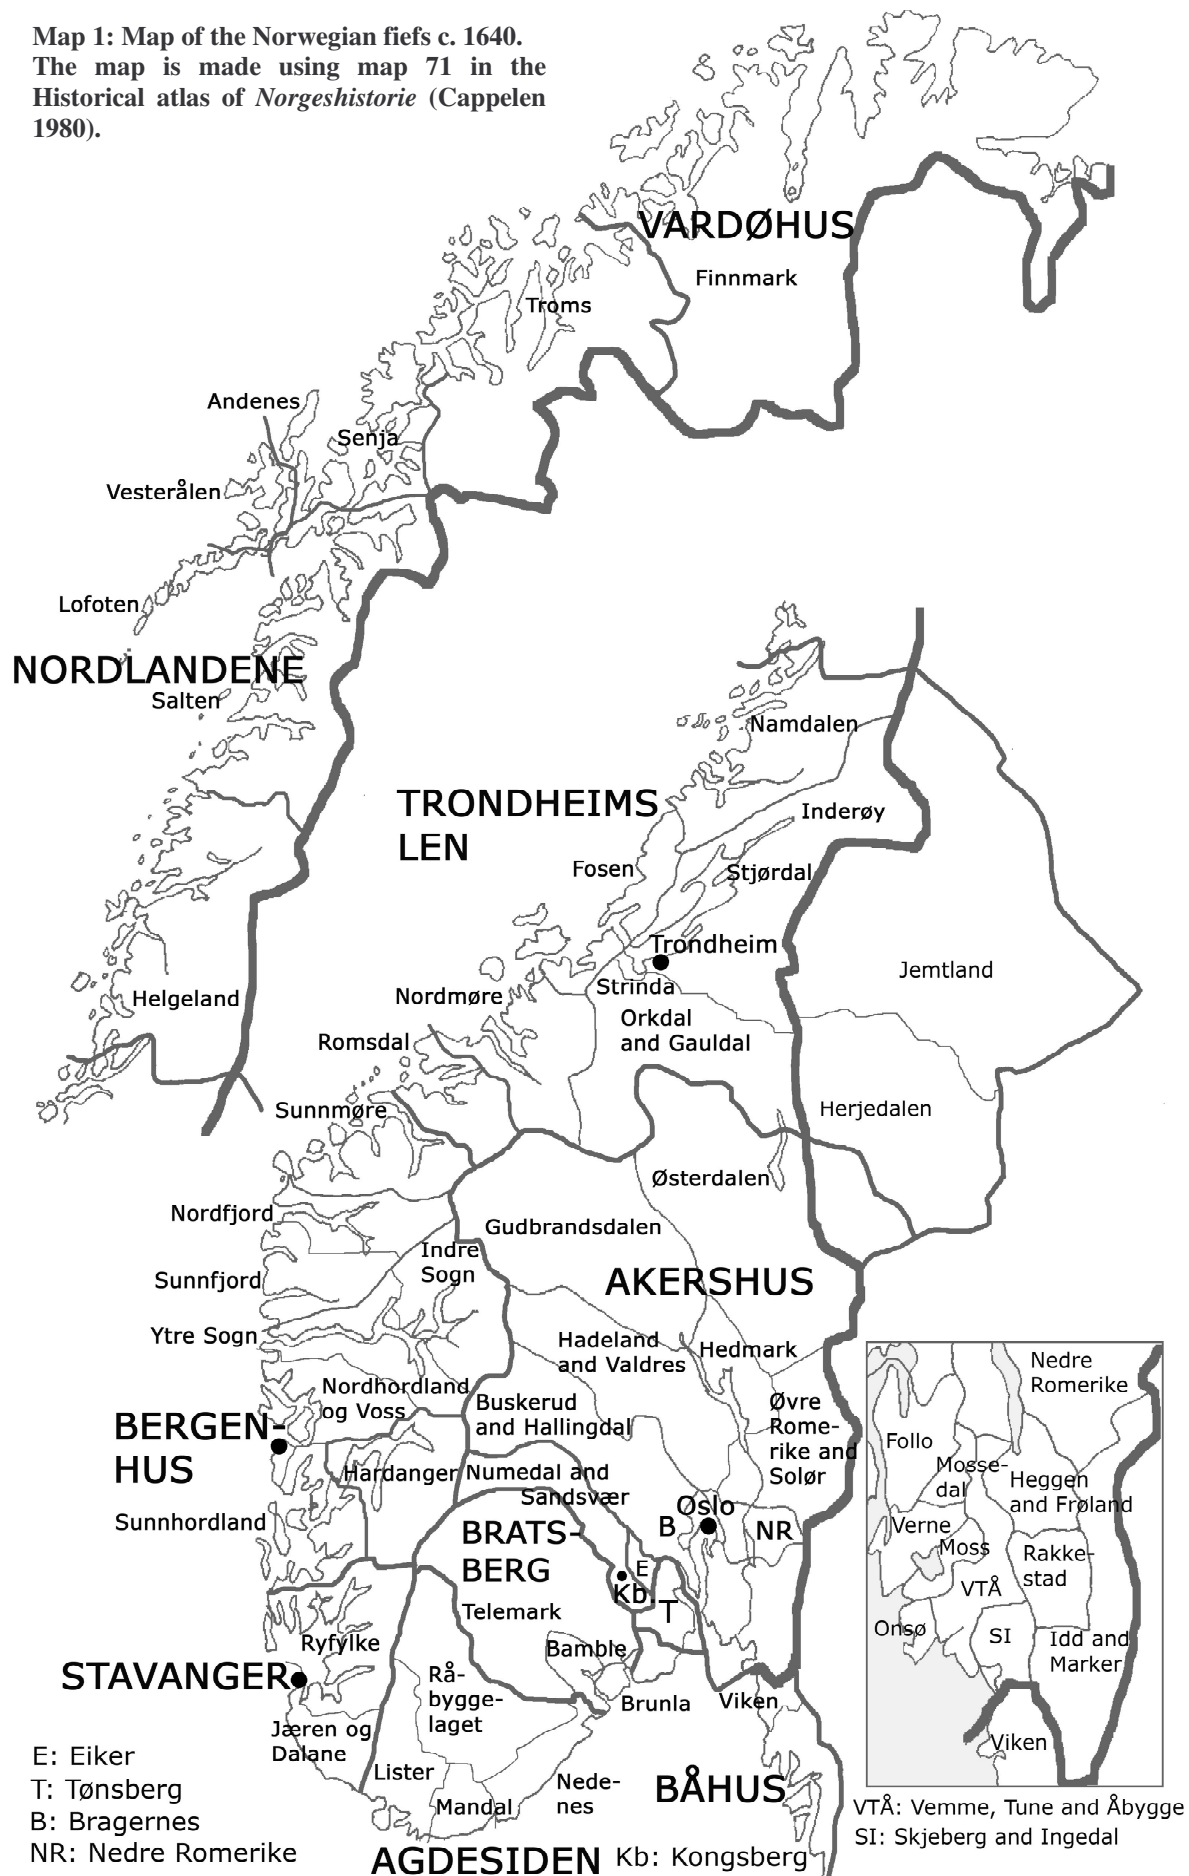 Map 1: Map of the Norwegian fiefs c. 1640.
The map is made using map 71 in the
Historical atlas of Norgeshistorie (Cappelen
1980).
VARDØHUS
Finnmark
Troms
Andenes
Senja
Vesterålen
Lofoten
NORDLANDENE
Salten
Namdalen
TRONDHEIMS
LEN
Inderøy
Fosen
Stjørdal
Trondheim
Jemtland
Strinda
Helgeland
Nordmøre
Orkdal
and Gauldal
Romsdal
Sunnmøre
Herjedalen
Østerdalen
Nordfjord
Gudbrandsdalen
Indre
Sogn
Sunnfjord
AKERSHUS
Ytre Sogn
Hadeland
and Valdres
Hedmark
Nordhordland
og Voss
Buskerud
and Hallingdal
Øvre
Rome-
rike and
Solør
BERGEN-
HUS
Hardanger
Numedal and
Sandsvær
Oslo
Sunnhordland
B
NR
BRATS-
BERG
E
Kb.
T
Telemark
Ryfylke
Bamble
STAVANGER
Rå-
bygge-
laget
Brunla
Viken
Jæren og
Dalane
Lister
Mandal
Nede-
nes
BÅHUS
AGDESIDEN
Kb: Kongsberg
E: Eiker
T: Tønsberg
B: Bragernes
NR: Nedre Romerike
Nedre
Romerike
Follo
Mosse-
dal
Heggen
and Frøland
Verne
Moss
Rakke-
stad
VTÅ
Onsø
SI
Idd and
Marker
Viken
VTÅ: Vemme, Tune and Åbygge
SI: Skjeberg and Ingedal